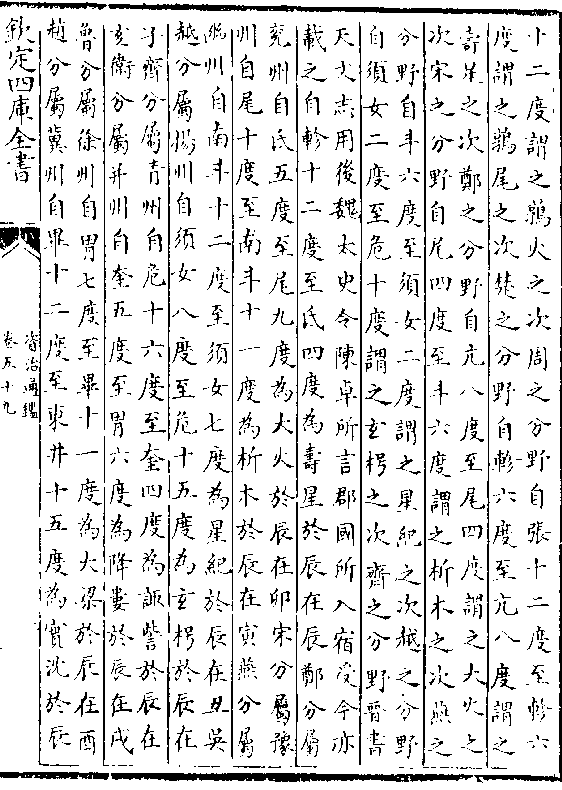 十二度謂之鶉火之次周之分野自張十二度至軫六
度謂之鶉尾之次楚之分野自軫六度至亢八度謂之
壽星之次鄭之分野自亢八度至尾四度謂之大火之
次宋之分野自尾四度至斗六度謂之析木之次燕之
分野自斗六度至須女二度謂之星紀之次越之分野
自須女二度至危十度謂之𤣥枵之次齊之分野晉書
天文志用後魏太史令陳卓所言郡國所入宿受今亦
載之自軫十二度至氐四度為壽星於辰在辰鄭分屬
兖州自氐五度至尾九度為大火於辰在卯宋分屬豫
州自尾十度至南斗十一度為析木於辰在寅燕分屬
幽州自南斗十二度至須女七度為星紀於辰在丑吳
越分屬揚州自須女八度至危十五度為𤣥枵於辰在
子齊分屬青州自危十六度至奎四度為諏訾於辰在
亥衞分屬并州自奎五度至胃六度為降婁於辰在戌
魯分屬徐州自胃七度至畢十一度為大梁於辰在酉
趙分屬冀州自畢十二度至東井十五度為實沈於辰
欽定四庫全書
資治通鑑
卷五十九